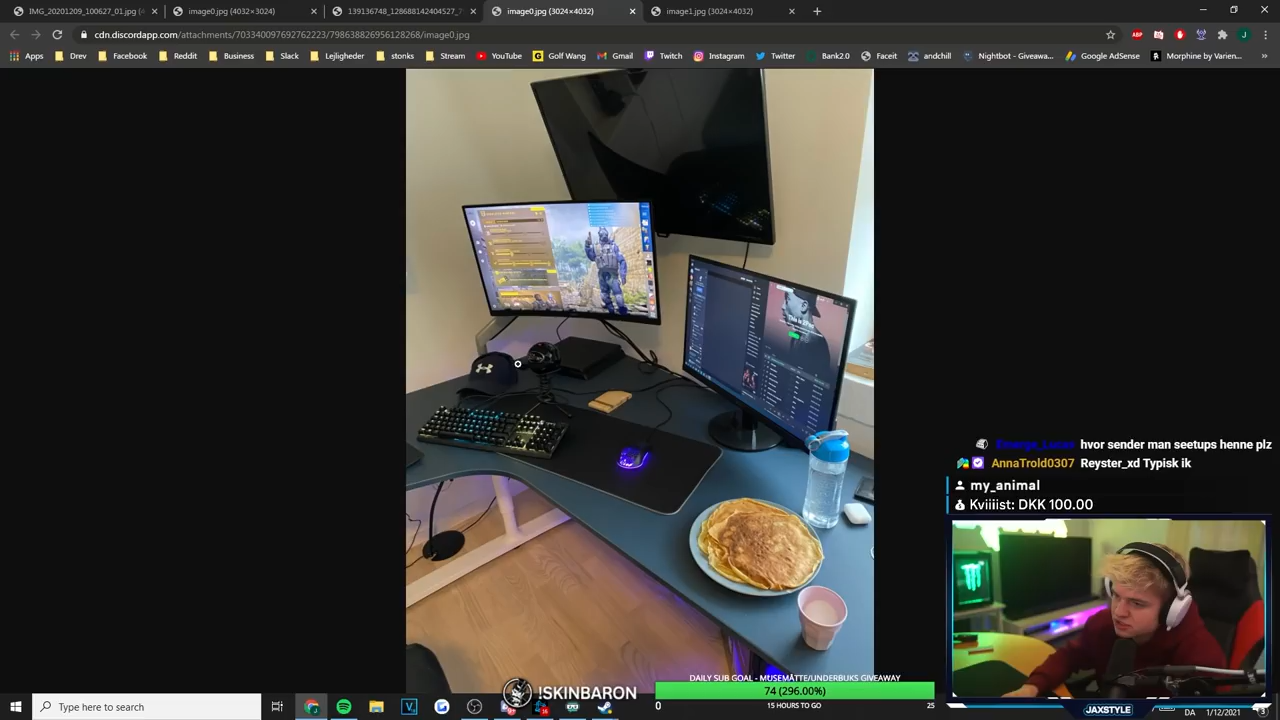 IMG_20201209_100627_01.jpg (4
image0.jpg (4032×3024)
139136748_128688142404527_7
image0.jpg (3024×4032)
image1.jpg (3024×4032)
cdn.discordapp.com/attachments/703340097692762223/798638826956128268/image0.jpg
Apps Drev Facebook Reddit Business Slack Lejligheder stonks Stream YouTube Golf Wang Gmail Twitch Instagram Twitter Bank2.0 Faceit andchill Nightbot - Giveawa... Google AdSense Morphine by Varien...
hvor sender man seetups henne plz
AnnaTrold0307 Reyster_xd Typisk ik
my_animal
Kviiiist: DKK 100.00
DAILY SUB GOAL - MUSEMÅTTE/UNDERBUKS GIVEAWAY
!SKINBARON
74 (296.00%)
0 15 HOURS TO GO 25
JAXSTYLE
Type here to search
DA 1/12/2021